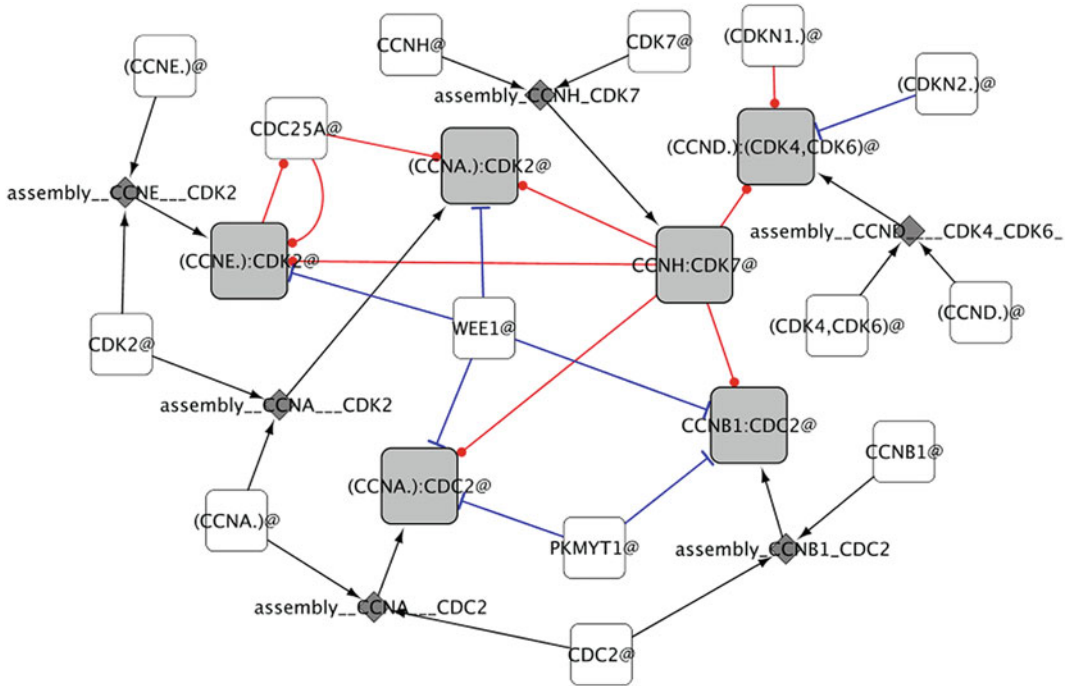 (CCNE.)@
CCNH@
CDK7@
(CDKN1.)@
(CDKN2.)@
assembly_CCNH_CDK7
CDC25A@
(CCNA.):CDK2@
(CCND.):(CDK4,CDK6)@
assembly__CCNE___CDK2
assembly__CCND____CDK4_CDK6_
(CCNE.):CDK2@
CCNH:CDK7@
(CDK4,CDK6)@
(CCND.)@
CDK2@
WEE1@
assembly__CCNA___CDK2
CCNB1:CDC2@
CCNB1@
(CCNA.):CDC2@
(CCNA.)@
PKMYT1@
assembly_CCNB1_CDC2
assembly__CCNA___CDC2
CDC2@